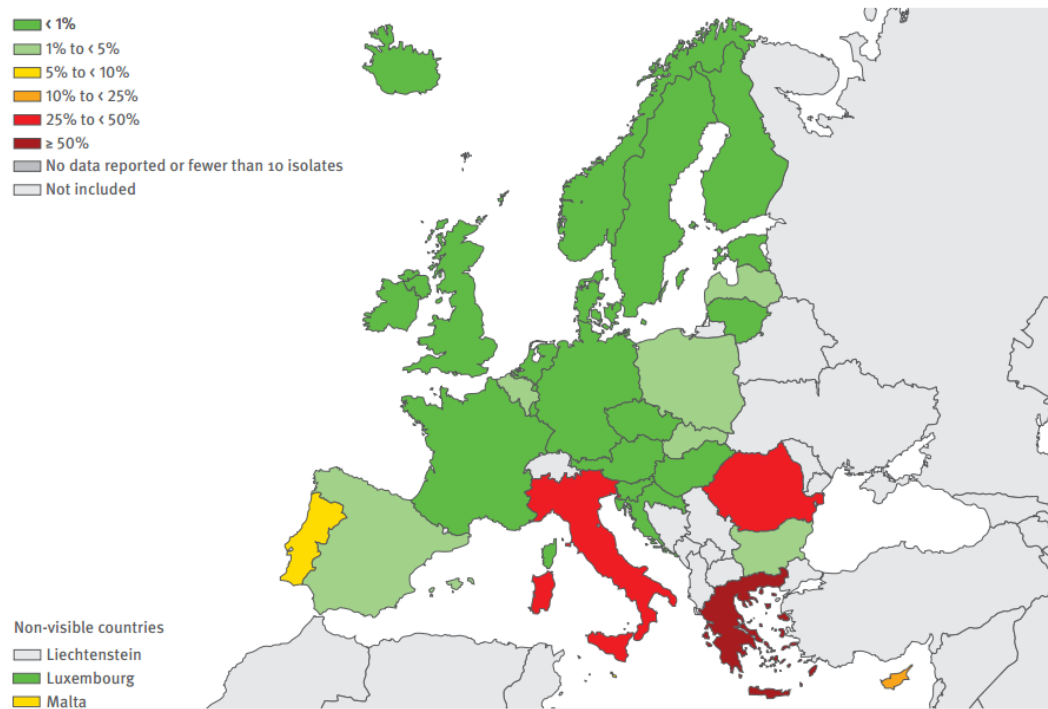 < 1%
1% to < 5%
5% to < 10%
10% to < 25%
25% to < 50%
≥ 50%
No data reported or fewer than 10 isolates
Not included
Non-visible countries
Liechtenstein
Luxembourg
Malta